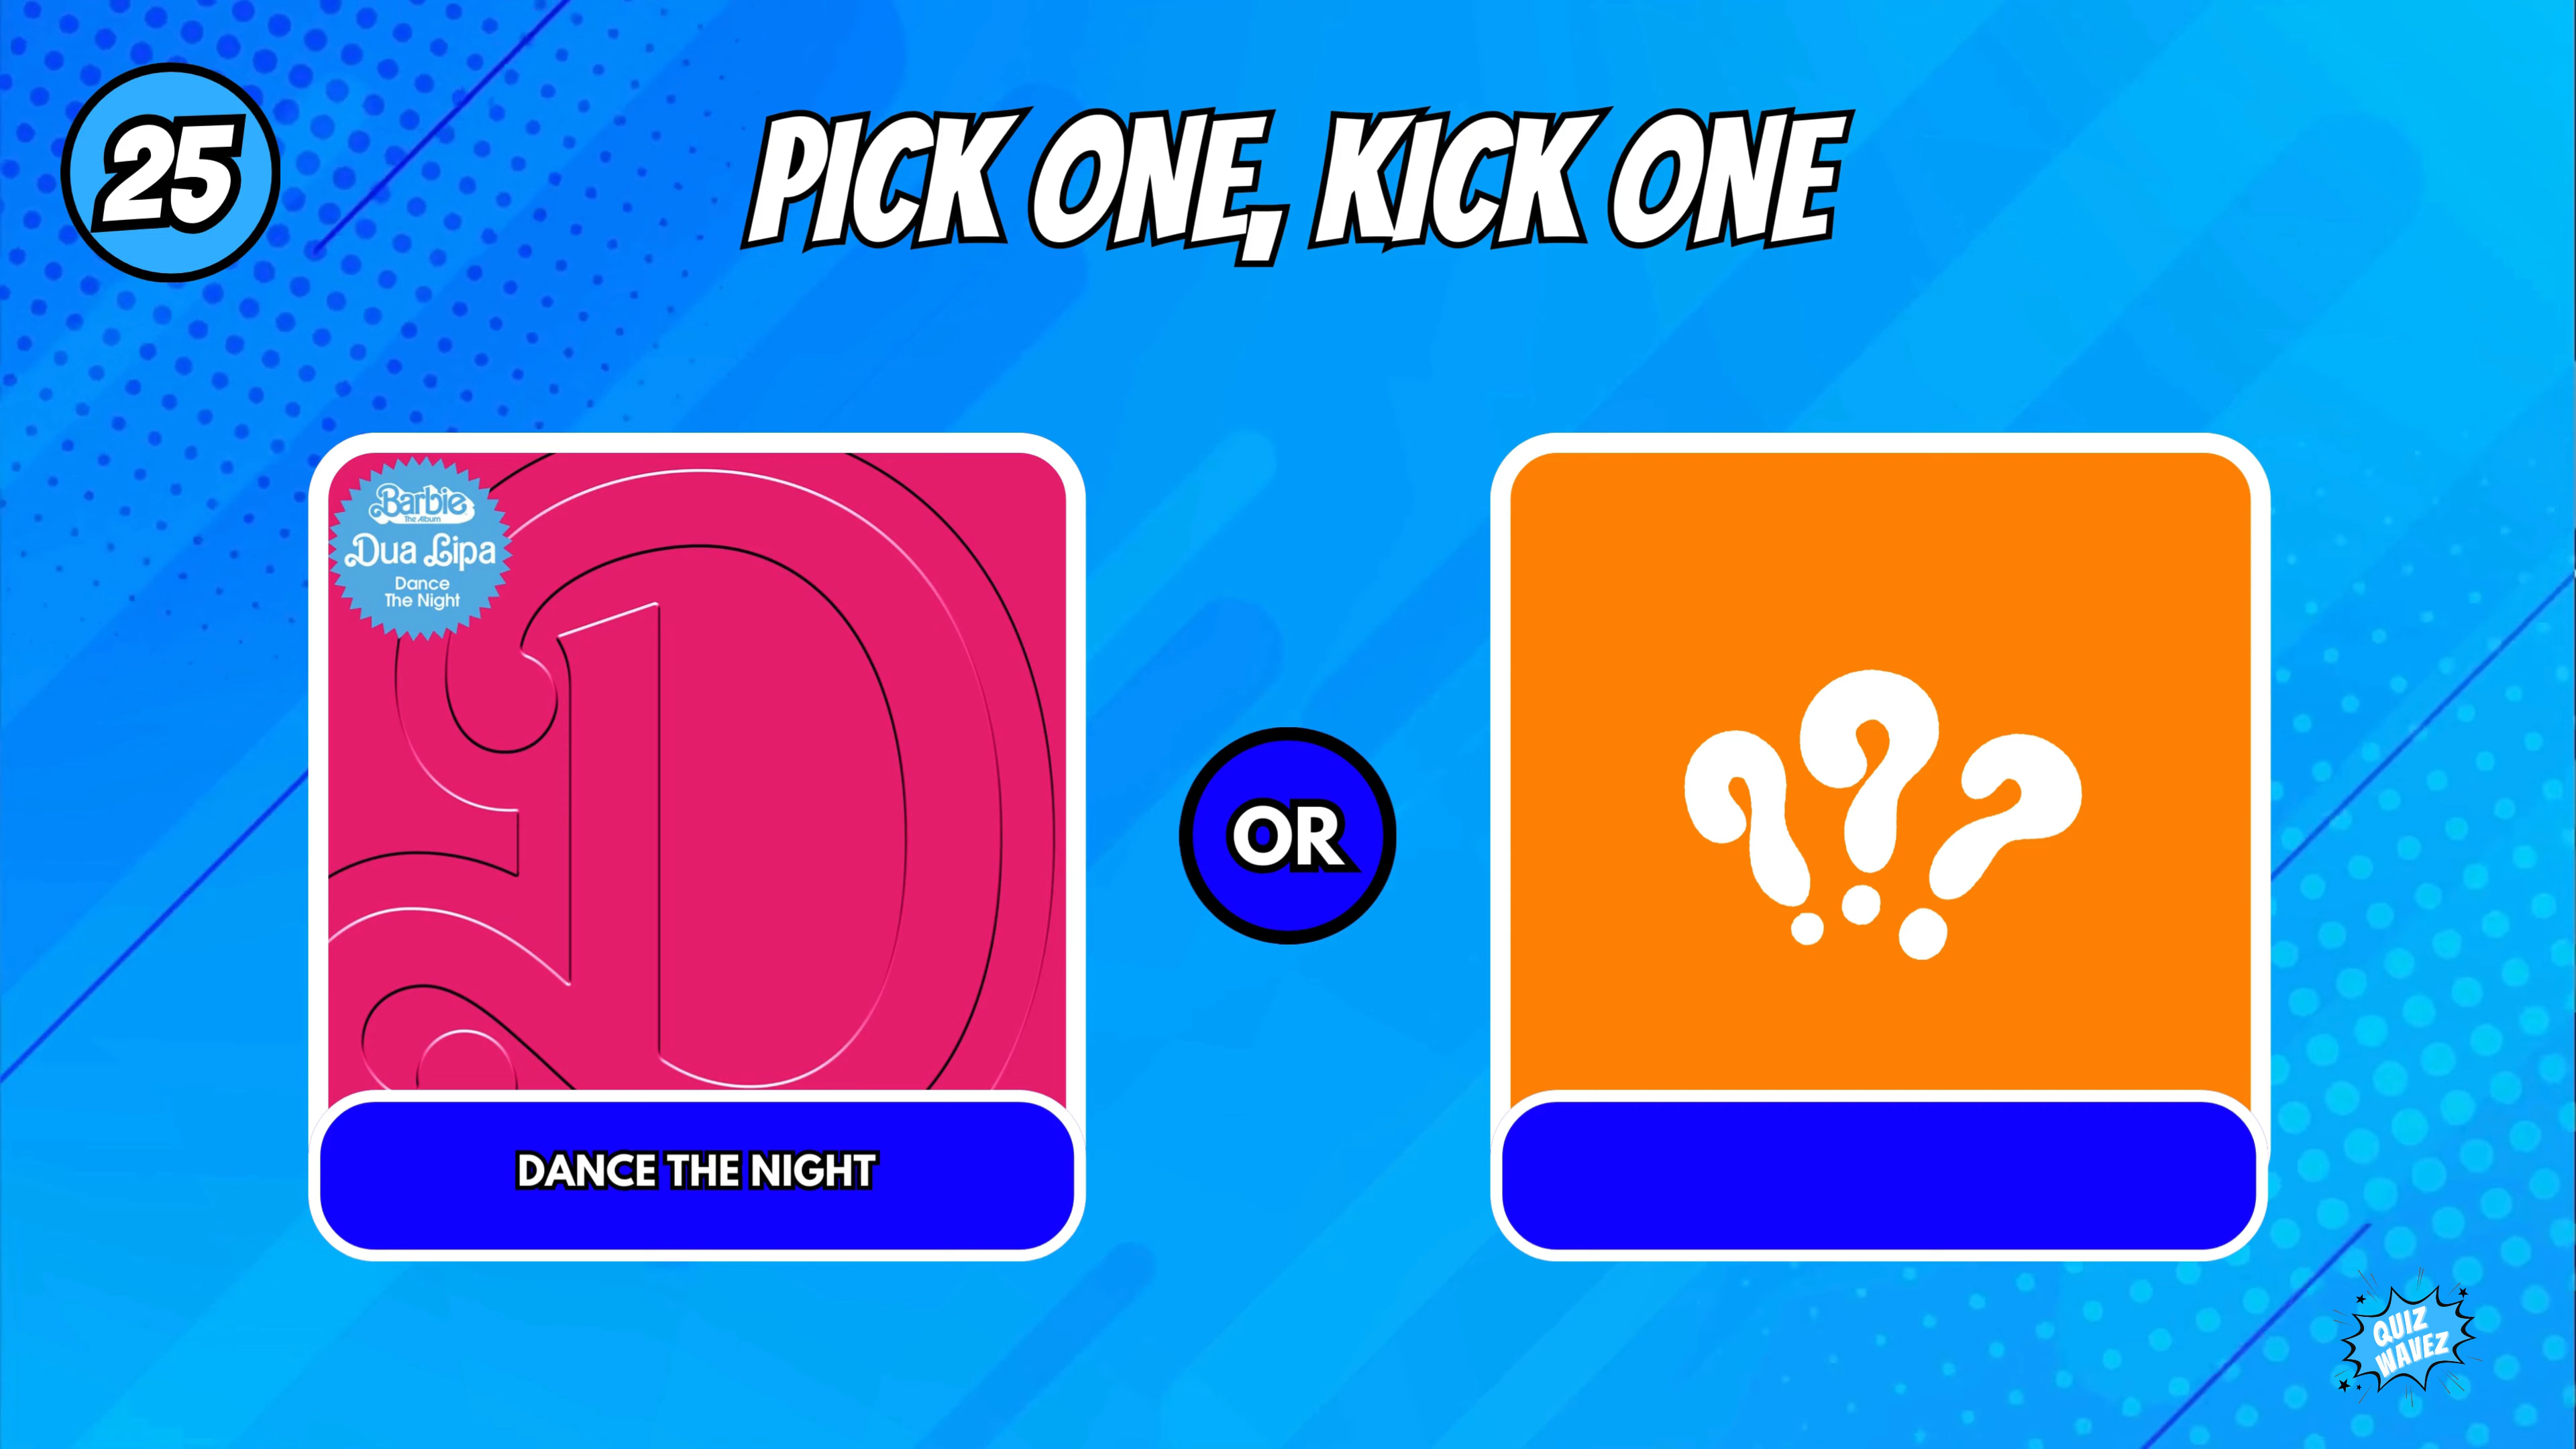 25
PICK ONE, KICK ONE
Barbie
The Album
Dua Lipa
Dance
The Night
OR
???
DANCE THE NIGHT
QUIZ
WAVEZ